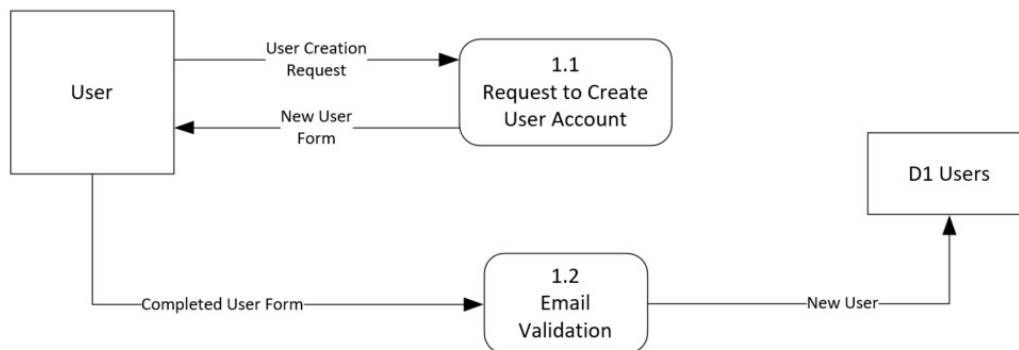 User
User Creation
Request
1.1
Request to Create
User Account
New User
Form
D1 Users
1.2
Email
Validation
Completed User Form
New User